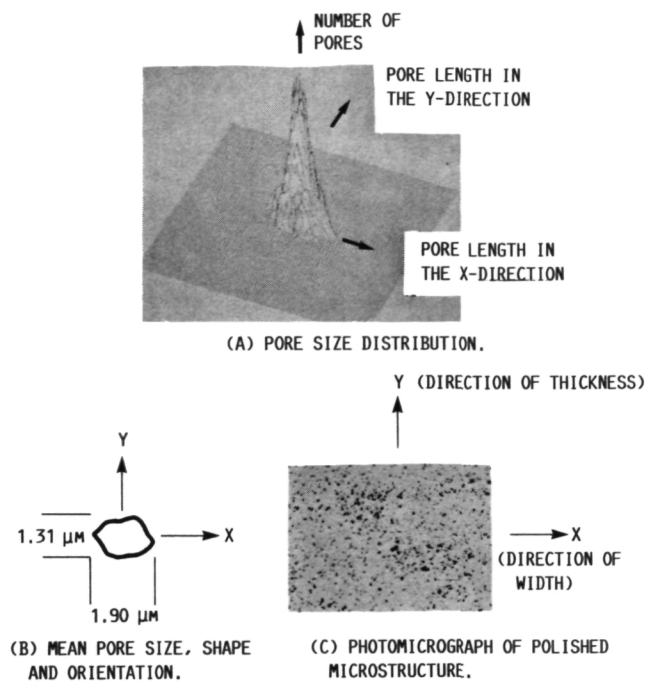 NUMBER OF
PORES
PORE LENGTH IN
THE Y-DIRECTION
PORE LENGTH IN
THE X-DIRECTION
(A) PORE SIZE DISTRIBUTION.
Y (DIRECTION OF THICKNESS)
Y
X
1.31 μM
1.90 μM
X
(DIRECTION OF
WIDTH)
(B) MEAN PORE SIZE, SHAPE
AND ORIENTATION.
(C) PHOTOMICROGRAPH OF POLISHED
MICROSTRUCTURE.